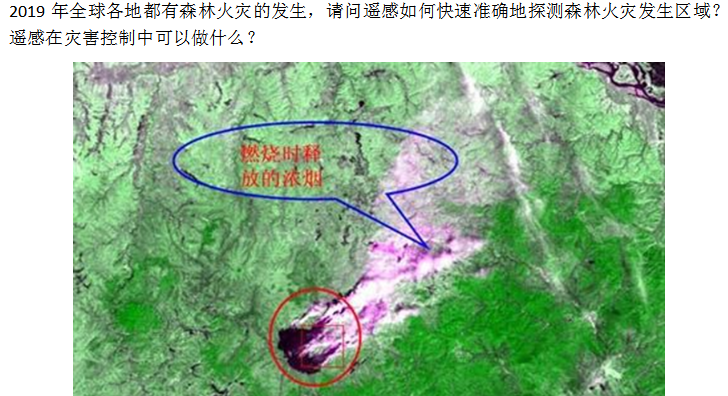 2019 年全球各地都有森林火灾的发生，请问遥感如何快速准确地探测森林火灾发生区域？
遥感在灾害控制中可以做什么？
燃烧时释
放的浓烟